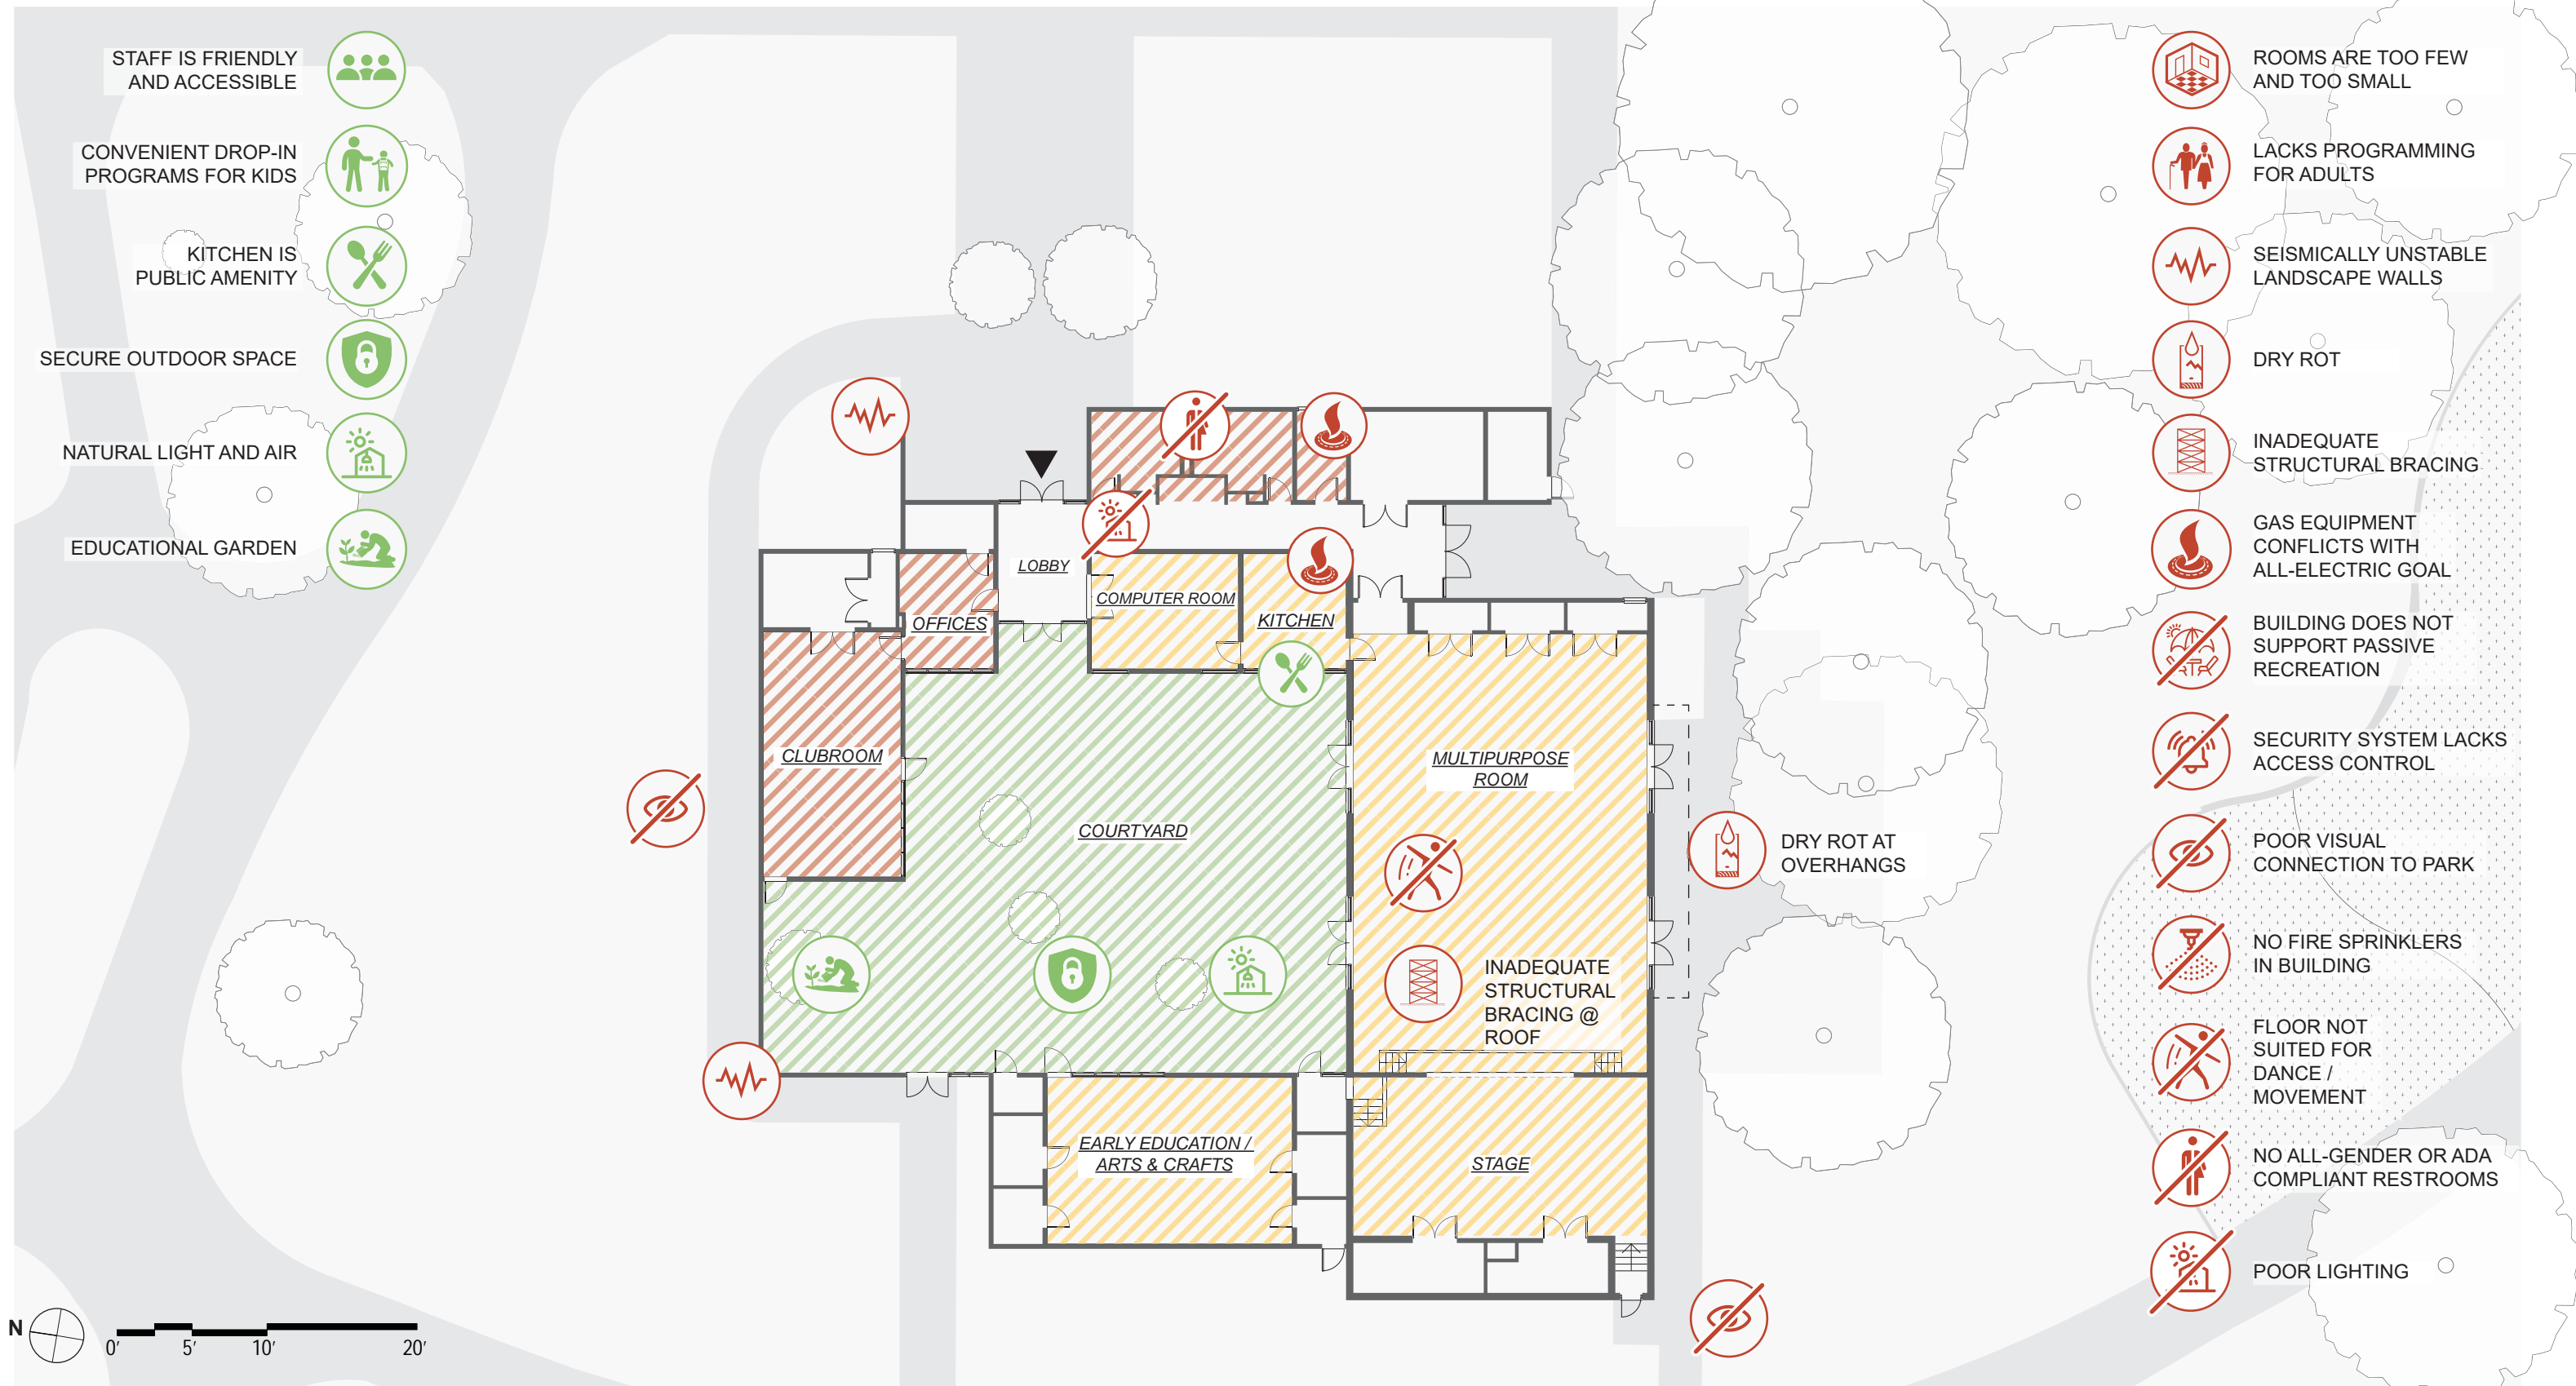 STAFF IS FRIENDLY
AND ACCESSIBLE
CONVENIENT DROP-IN
PROGRAMS FOR KIDS
KITCHEN IS
PUBLIC AMENITY
SECURE OUTDOOR SPACE
NATURAL LIGHT AND AIR
EDUCATIONAL GARDEN
LOBBY
COMPUTER ROOM
OFFICES
KITCHEN
CLUBROOM
MULTIPURPOSE
ROOM
COURTYARD
DRY ROT AT
OVERHANGS
INADEQUATE
STRUCTURAL
BRACING @
ROOF
EARLY EDUCATION /
ARTS & CRAFTS
STAGE
ROOMS ARE TOO FEW
AND TOO SMALL
LACKS PROGRAMMING
FOR ADULTS
SEISMICALLY UNSTABLE
LANDSCAPE WALLS
DRY ROT
INADEQUATE
STRUCTURAL BRACING
GAS EQUIPMENT
CONFLICTS WITH
ALL-ELECTRIC GOAL
BUILDING DOES NOT
SUPPORT PASSIVE
RECREATION
SECURITY SYSTEM LACKS
ACCESS CONTROL
POOR VISUAL
CONNECTION TO PARK
NO FIRE SPRINKLERS
IN BUILDING
FLOOR NOT
SUITED FOR
DANCE /
MOVEMENT
NO ALL-GENDER OR ADA
COMPLIANT RESTROOMS
POOR LIGHTING
N
0' 5' 10' 20'